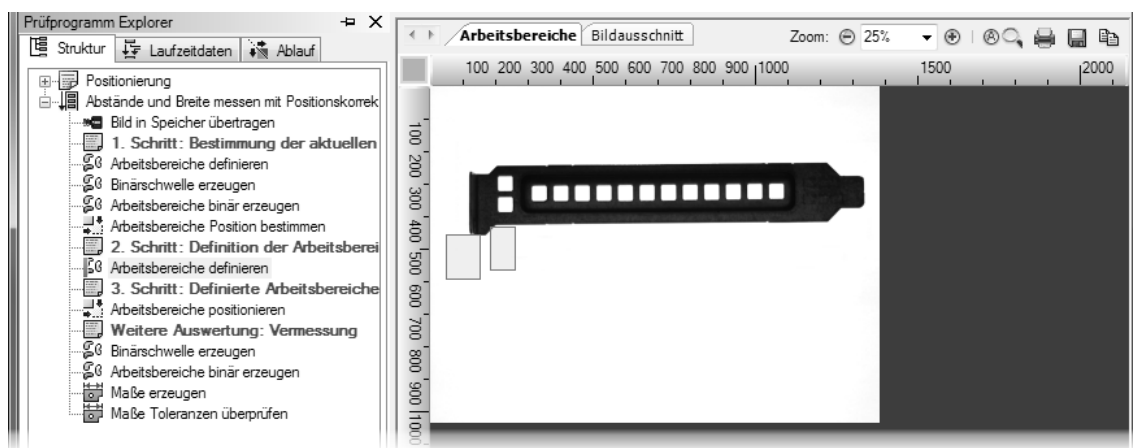 Prüfprogramm Explorer
Struktur Laufzeitdaten Ablauf
Positionierung
Abstände und Breite messen mit Positionskorrek
Bild in Speicher übertragen
1. Schritt: Bestimmung der aktuellen
Arbeitsbereiche definieren
Binärschwelle erzeugen
Arbeitsbereiche binär erzeugen
Arbeitsbereiche Position bestimmen
2. Schritt: Definition der Arbeitsberei
Arbeitsbereiche definieren
3. Schritt: Definierte Arbeitsbereiche
Arbeitsbereiche positionieren
Weitere Auswertung: Vermessung
Binärschwelle erzeugen
Arbeitsbereiche binär erzeugen
Maße erzeugen
Maße Toleranzen überprüfen
Arbeitsbereiche Bildausschnitt Zoom: 25%
100 200 300 400 500 600 700 800 900 1000 1500 2000
100
200
300
400
500
600
700
800
900
1000